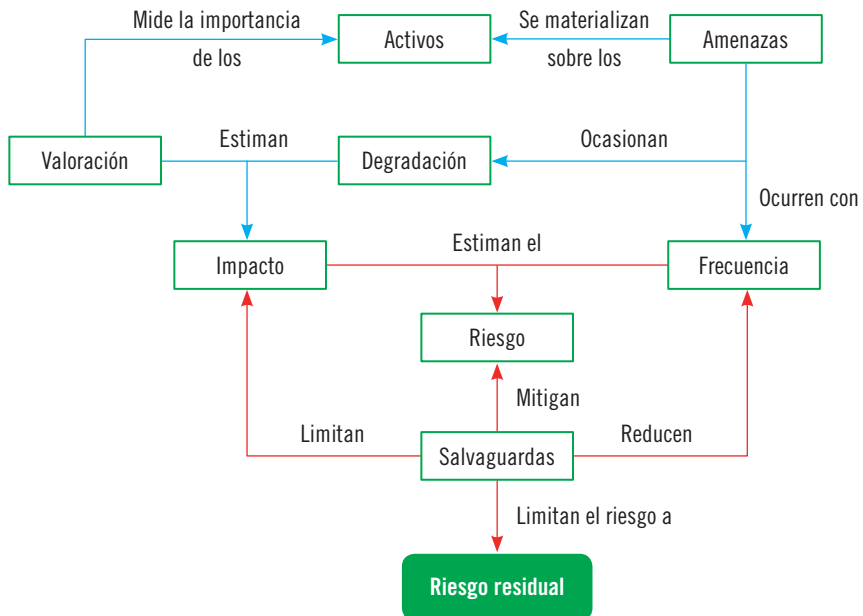 Mide la importancia
de los
Activos
Se materializan
sobre los
Amenazas
Valoración
Estiman
Degradación
Ocasionan
Ocurren con
Impacto
Estiman el
Frecuencia
Riesgo
Mitigan
Limitan
Salvaguardas
Reducen
Limitan el riesgo a
Riesgo residual